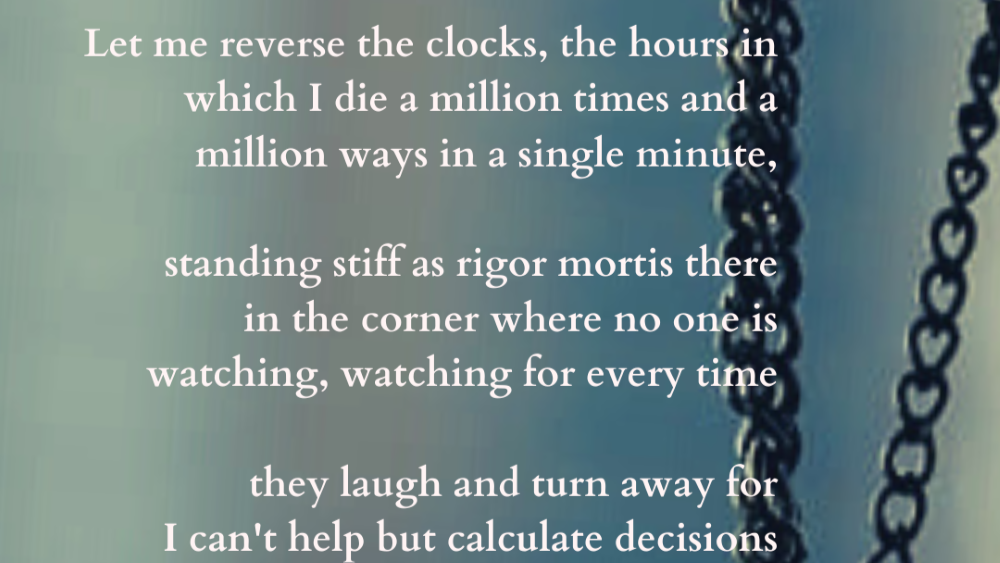 Let me reverse the clocks, the hours in
which I die a million times and a
million ways in a single minute,
standing stiff as rigor mortis there
in the corner where no one is
watching, watching for every time
they laugh and turn away for
I can't help but calculate decisions